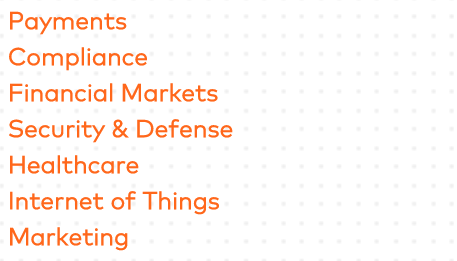 Payments
Compliance
Financial Markets
Security & Defense
Healthcare
Internet of Things
Marketing